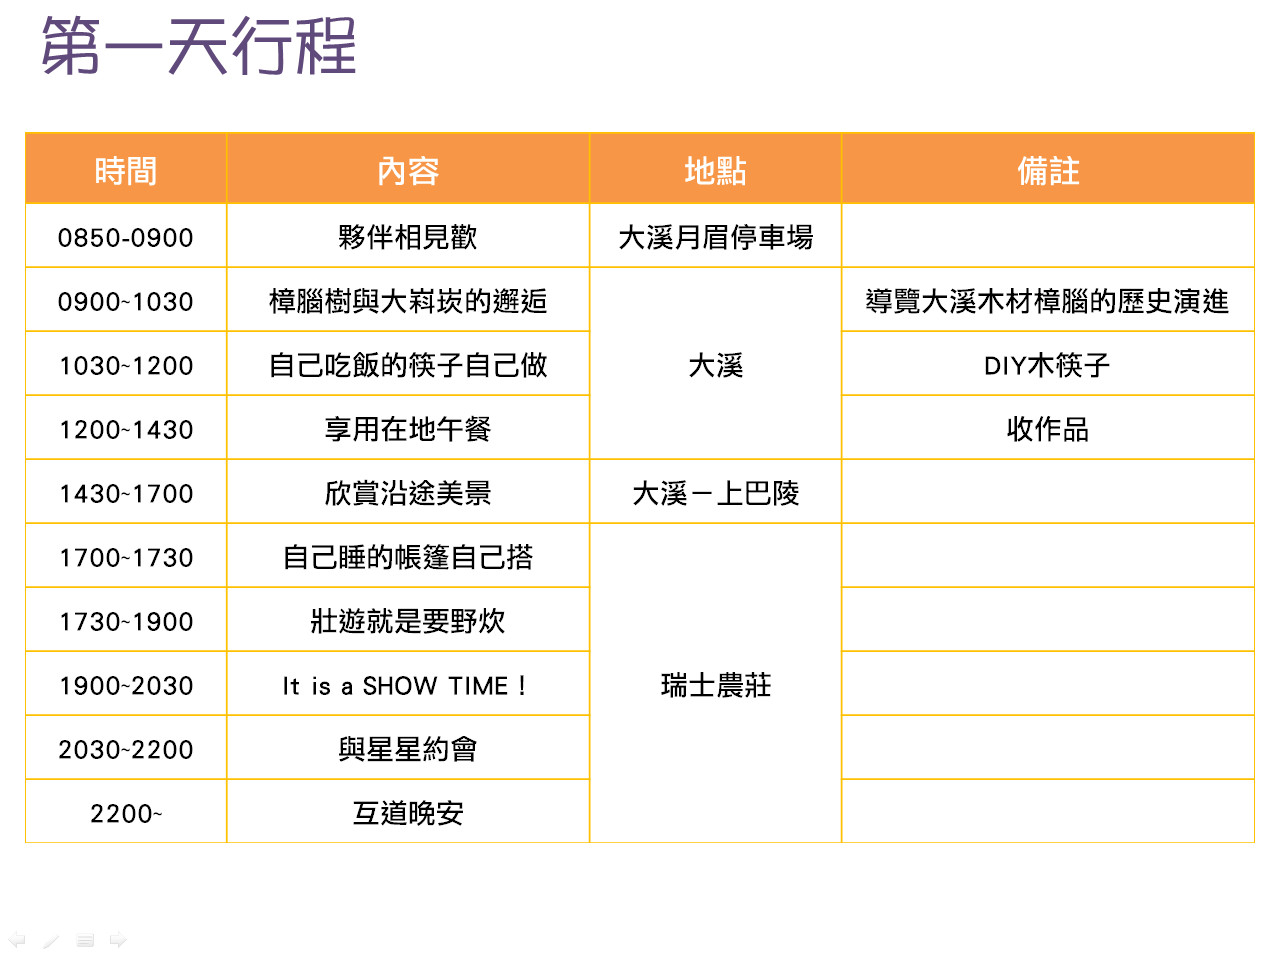 第一天行程
時間 內容 地點 備註
0850-0900 夥伴相見歡 大溪月眉停車場
0900~1030 樟腦樹與大嵙崁的邂逅 導覽大溪木材樟腦的歷史演進
1030~1200 自己吃飯的筷子自己做 大溪 DIY木筷子
1200~1430 享用在地午餐 收作品
1430~1700 欣賞沿途美景 大溪－上巴陵
1700~1730 自己睡的帳篷自己搭
1730~1900 壯遊就是要野炊
1900~2030 It is a SHOW TIME！ 瑞士農莊
2030~2200 與星星約會
2200~ 互道晚安